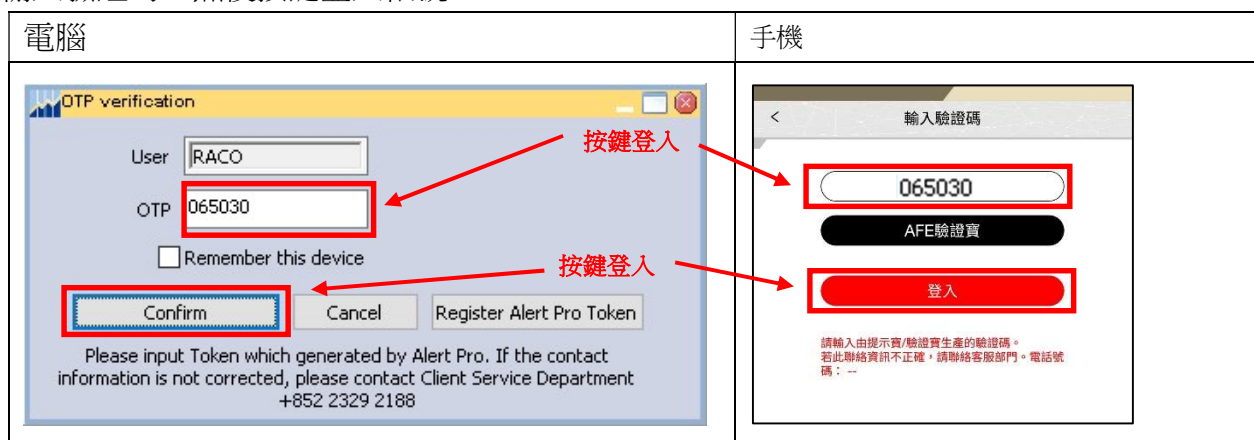 電腦
手機
OTP verification
User RACO
OTP 065030
Remember this device
Confirm
Cancel
Register Alert Pro Token
Please input Token which generated by Alert Pro. If the contact
information is not corrected, please contact Client Service Department
+852 2329 2188
按鍵登入
按鍵登入
<
輸入驗證碼
065030
AFE驗證寶
登入
請輸入由提示寶/驗證寶生產的驗證碼。
若此聯絡資訊不正確，請聯絡客服部門。電話號
碼： --